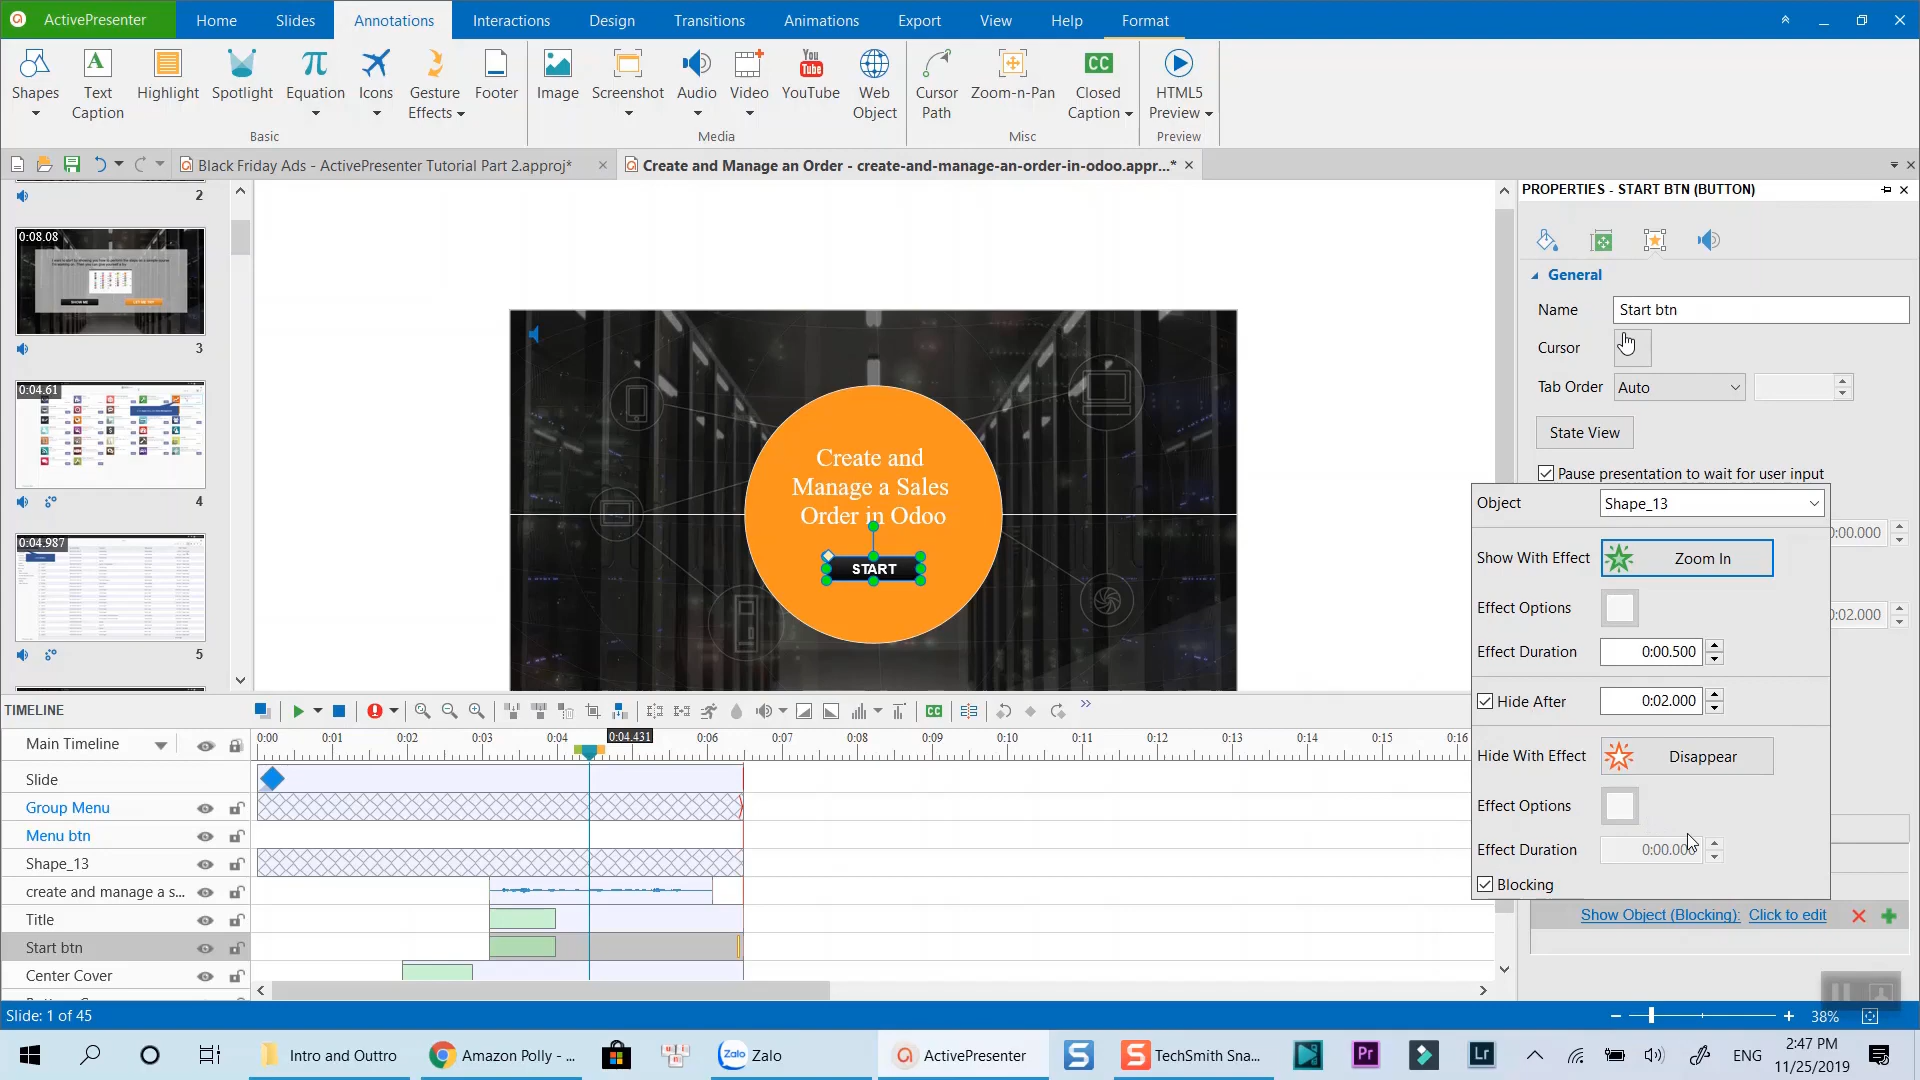 ActivePresenter
Home
Slides
Annotations
Interactions
Design
Transitions
Animations
Export
View
Help
Format
Shapes
Text
Caption
Highlight
Spotlight
Equation
Icons
Gesture
Effects
Footer
Image
Screenshot
Audio
Video
YouTube
Web
Object
Cursor
Path
Zoom-n-Pan
Closed
Caption
HTML5
Preview
Basic
Media
Misc
Preview
Black Friday Ads - ActivePresenter Tutorial Part 2.approj*
Create and Manage an Order - create-and-manage-an-order-in-odoo.appr...*
2
0:08.08
SHOW ME
3
0:04.61
4
0:04.987
5
Create and
Manage a Sales
Order in Odoo
START
PROPERTIES - START BTN (BUTTON)
General
Name
Start btn
Cursor
Tab Order
Auto
State View
Pause presentation to wait for user input
Object
Shape_13
0:00.000
Show With Effect
Zoom In
Effect Options
0:02.000
Effect Duration
0:00.500
Hide After
0:02.000
Hide With Effect
Disappear
Effect Options
Effect Duration
Blocking
Show Object (Blocking):
Click to edit
TIMELINE
Main Timeline
0:00
0:01
0:02
0:03
0:04
0:04.431
0:06
0:07
0:08
0:09
0:10
0:11
0:12
0:13
0:14
0:15
0:16
Slide
Group Menu
Menu btn
Shape_13
create and manage a s...
Title
Start btn
Center Cover
Slide: 1 of 45
38%
Intro and Outtro
Amazon Polly - ...
Zalo
Zalo
ActivePresenter
TechSmith Sna...
Pr
Lr
ENG
2:47 PM
11/25/2019